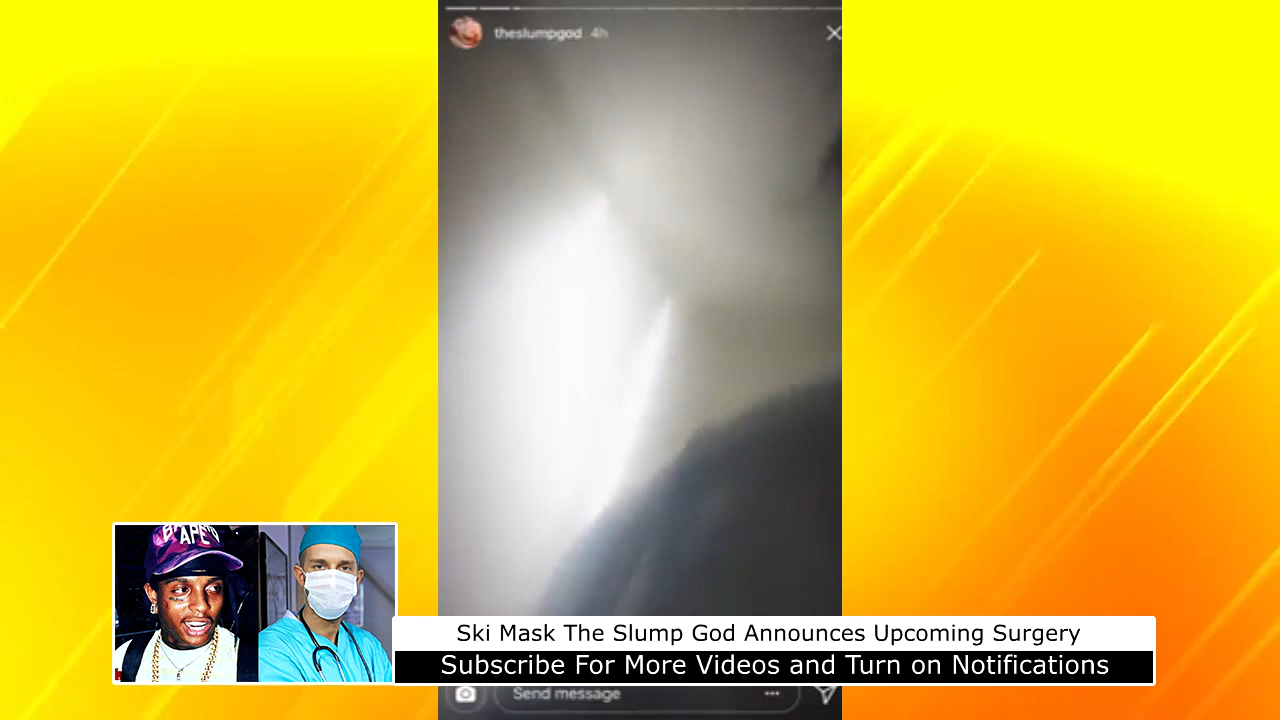 theslumpgod 4h
APE
Ski Mask The Slump God Announces Upcoming Surgery
Subscribe For More Videos and Turn on Notifications
Send message